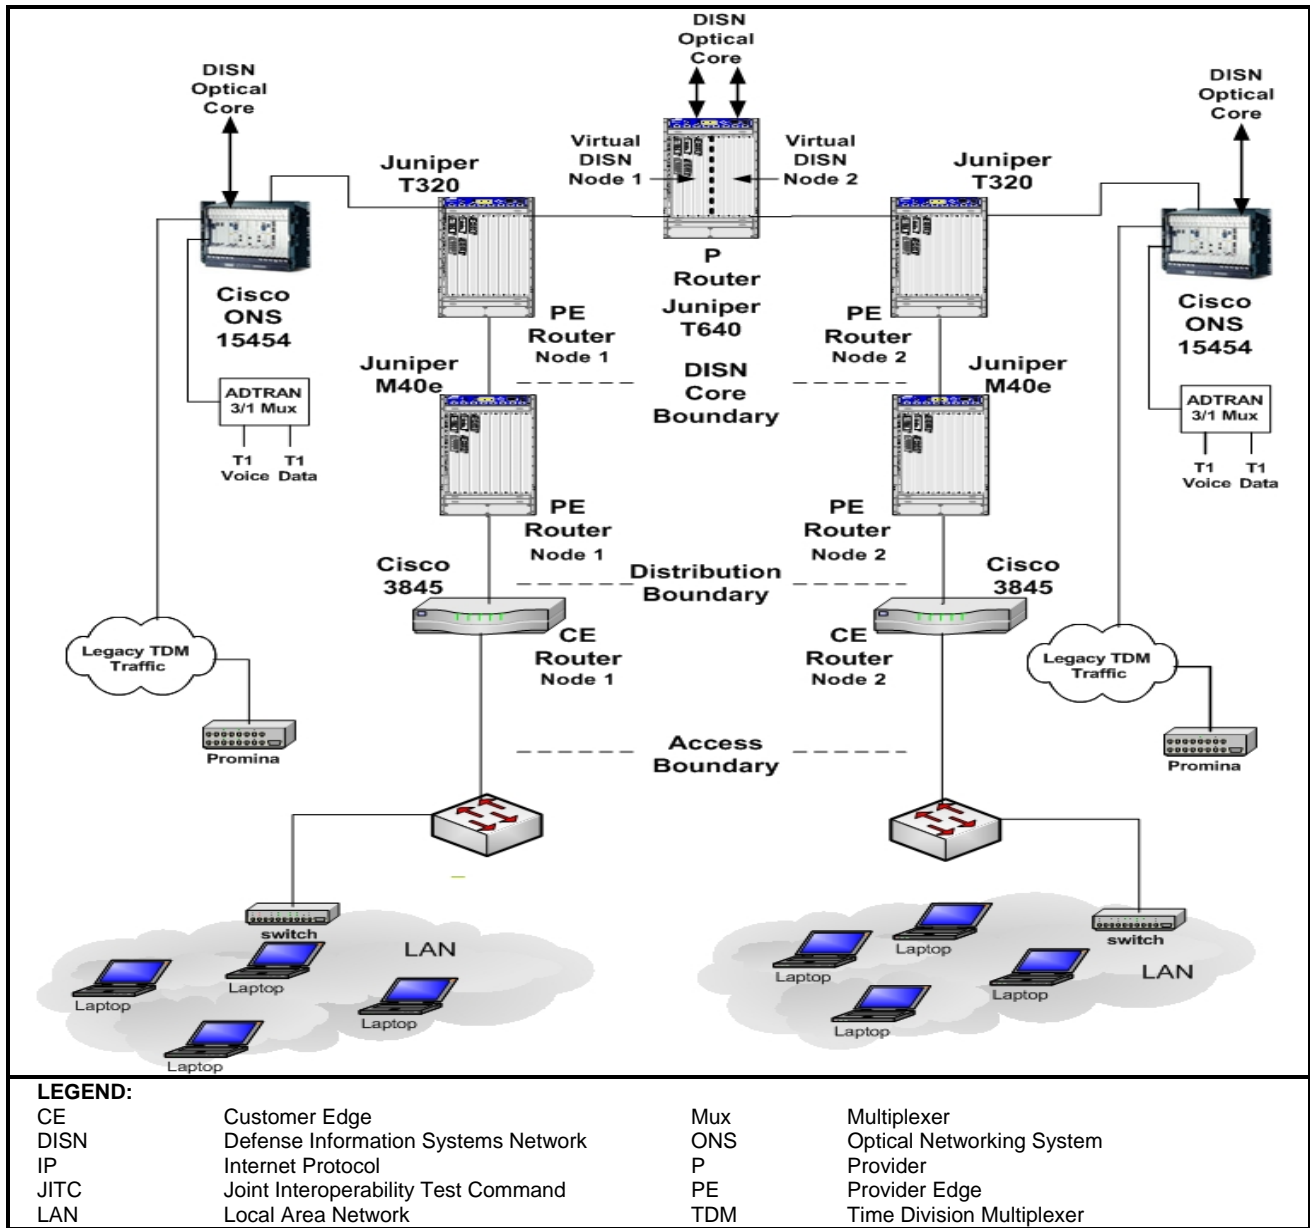 DISN
Optical
Core
DISN
Optical
Core
DISN
Optical
Core
Virtual
DISN
Node 1
Virtual
DISN
Node 2
Juniper
T320
Juniper
T320
P
Router
Juniper
T640
Cisco
ONS
15454
Cisco
ONS
15454
PE
Router
Node 1
PE
Router
Node 2
Juniper
M40e
Juniper
M40e
DISN
Core
Boundary
ADTRAN
3/1 Mux
T1
Voice
T1
Data
ADTRAN
3/1 Mux
T1
Voice
T1
Data
PE
Router
Node 1
PE
Router
Node 2
Cisco
3845
Cisco
3845
Distribution
Boundary
CE
Router
Node 1
CE
Router
Node 2
Legacy TDM
Traffic
Legacy TDM
Traffic
Promina
Promina
Access
Boundary
switch
LAN
Laptop
Laptop
Laptop
Laptop
switch
LAN
Laptop
Laptop
Laptop
Laptop
LEGEND:
CE Customer Edge
DISN Defense Information Systems Network
IP Internet Protocol
JITC Joint Interoperability Test Command
LAN Local Area Network
Mux Multiplexer
ONS Optical Networking System
P Provider
PE Provider Edge
TDM Time Division Multiplexer